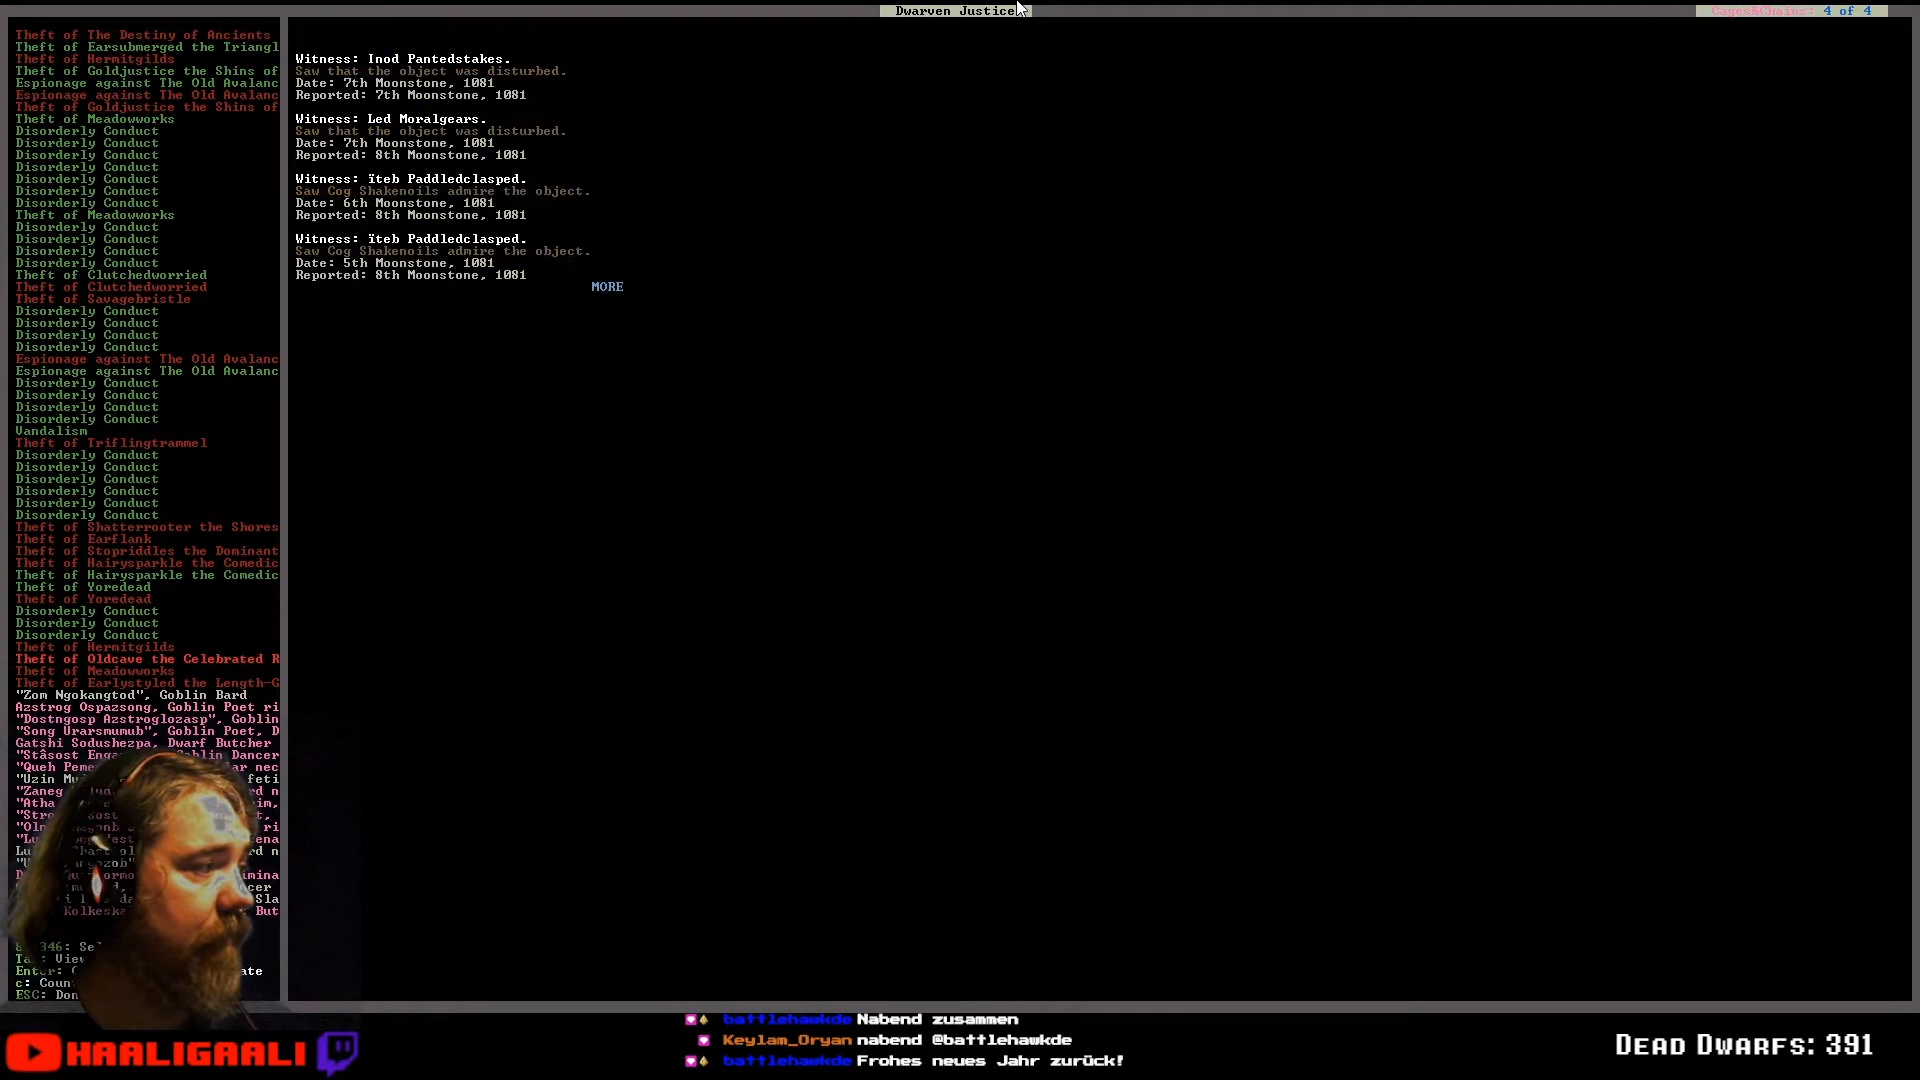 Dwarven Justice
Cages&Chains: 4 of 4
Theft of The Destiny of Ancients
Theft of Earsubmerged the Triangl
Theft of Hermitgilds
Theft of Goldjustice the Shins of
Espionage against The Old Avalanc
Espionage against The Old Avalanc
Theft of Goldjustice the Shins of
Theft of Meadowworks
Disorderly Conduct
Disorderly Conduct
Disorderly Conduct
Disorderly Conduct
Disorderly Conduct
Disorderly Conduct
Disorderly Conduct
Theft of Meadowworks
Disorderly Conduct
Disorderly Conduct
Disorderly Conduct
Disorderly Conduct
Theft of Clutchedworried
Theft of Clutchedworried
Theft of Savagebristle
Disorderly Conduct
Disorderly Conduct
Disorderly Conduct
Disorderly Conduct
Espionage against The Old Avalanc
Espionage against The Old Avalanc
Disorderly Conduct
Disorderly Conduct
Disorderly Conduct
Disorderly Conduct
Vandalism
Theft of Triflingtrammel
Disorderly Conduct
Disorderly Conduct
Disorderly Conduct
Disorderly Conduct
Disorderly Conduct
Disorderly Conduct
Theft of Shatterrooter the Shores
Theft of Earflank
Theft of Stopriddles the Dominant
Theft of Hairysparkle the Comedic
Theft of Hairysparkle the Comedic
Theft of Yoredead
Theft of Yoredead
Disorderly Conduct
Disorderly Conduct
Disorderly Conduct
Theft of Hermitgilds
Theft of Oldcave the Celebrated R
Theft of Meadowworks
Theft of Earlystyled the Length-G
"Zom Ngokangtod", Goblin Bard
Azstrog Ospazsong, Goblin Poet ri
"Dostngosp Azstroglozasp", Goblin
"Song Urarsmumub", Goblin Poet, D
Gatshi Sodushezpa, Dwarf Butcher
"Stâsost Goblin Dancer
"Queh
"Uzin
"Zaneg
"Atha
ESC:
Witness: Inod Pantedstakes.
Saw that the object was disturbed.
Date: 7th Moonstone, 1081
Reported: 7th Moonstone, 1081
Witness: Led Moralgears.
Saw that the object was disturbed.
Date: 7th Moonstone, 1081
Reported: 8th Moonstone, 1081
Witness: ïteb Paddledclasped.
Saw Cog Shakenoils admire the object.
Date: 6th Moonstone, 1081
Reported: 8th Moonstone, 1081
Witness: ïteb Paddledclasped.
Saw Cog Shakenoils admire the object.
Date: 5th Moonstone, 1081
Reported: 8th Moonstone, 1081
MORE
HAALIGAALI
battlehawkde Nabend zusammen
Keylam_Oryan nabend @battlehawkde
battlehawkde Frohes neues Jahr zurück!
Dead Dwarfs: 391